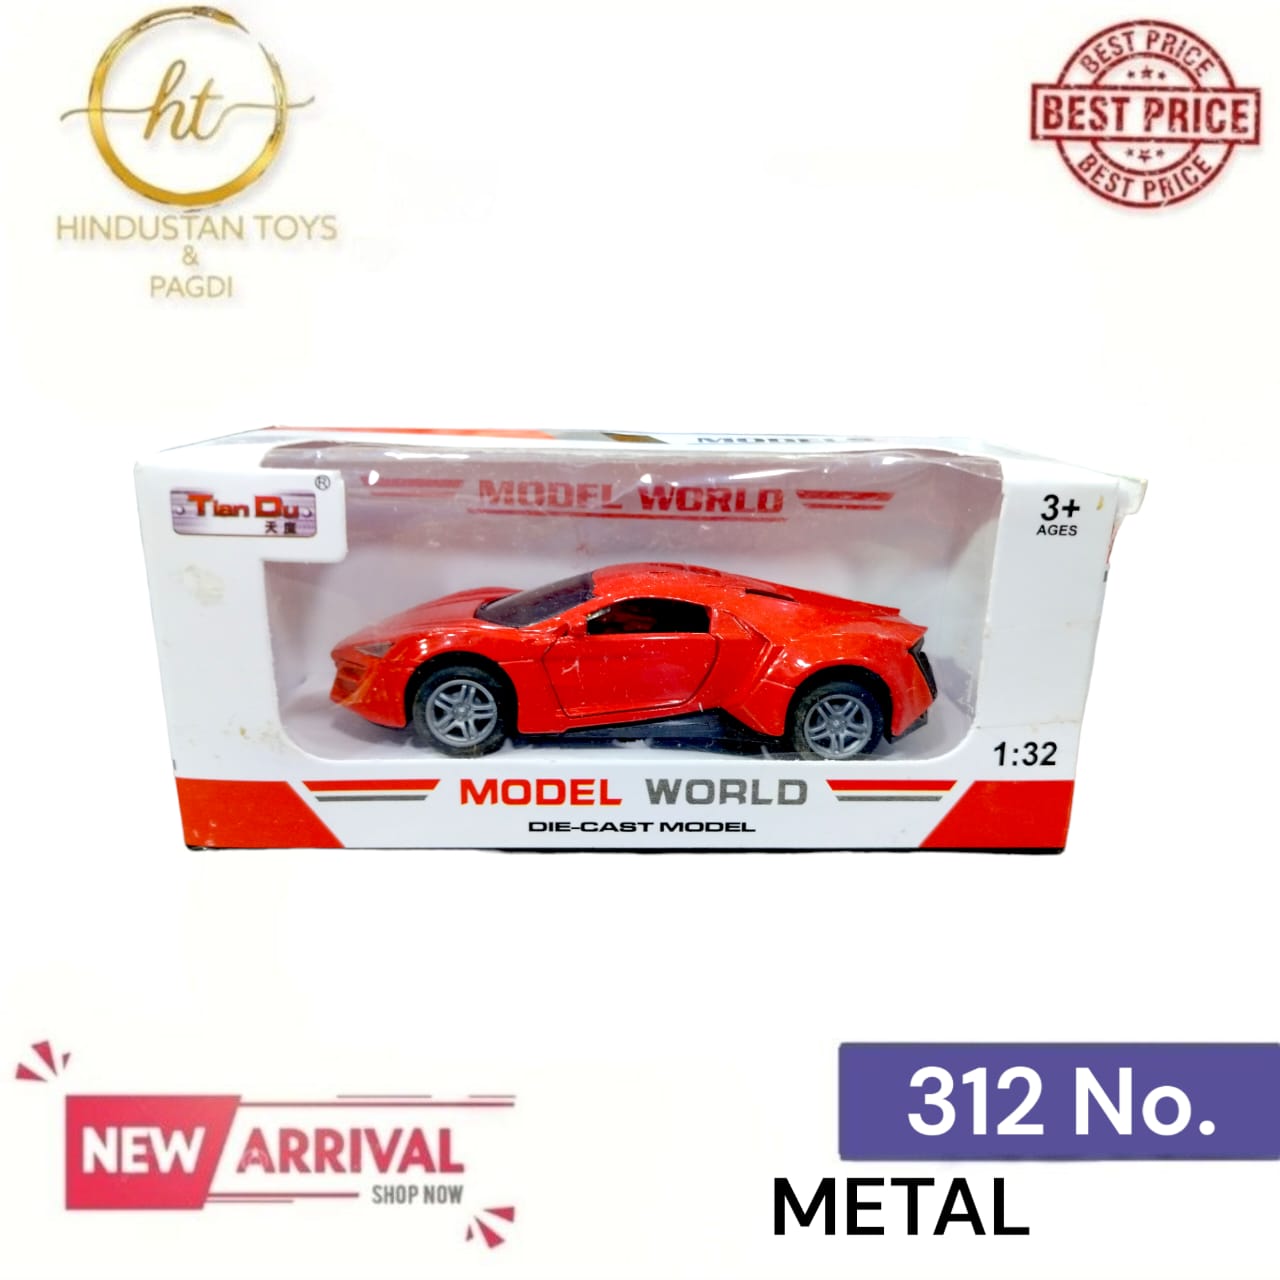 ht
HINDUSTAN TOYS
&
PAGDI
BEST PRICE
BEST PRICE
BEST PRICE
MODELS
Tian Du ®
天度
MODEL WORLD
3+
AGES
1:32
MODEL WORLD
DIE-CAST MODEL
NEW ARRIVAL
SHOP NOW
312 No.
METAL